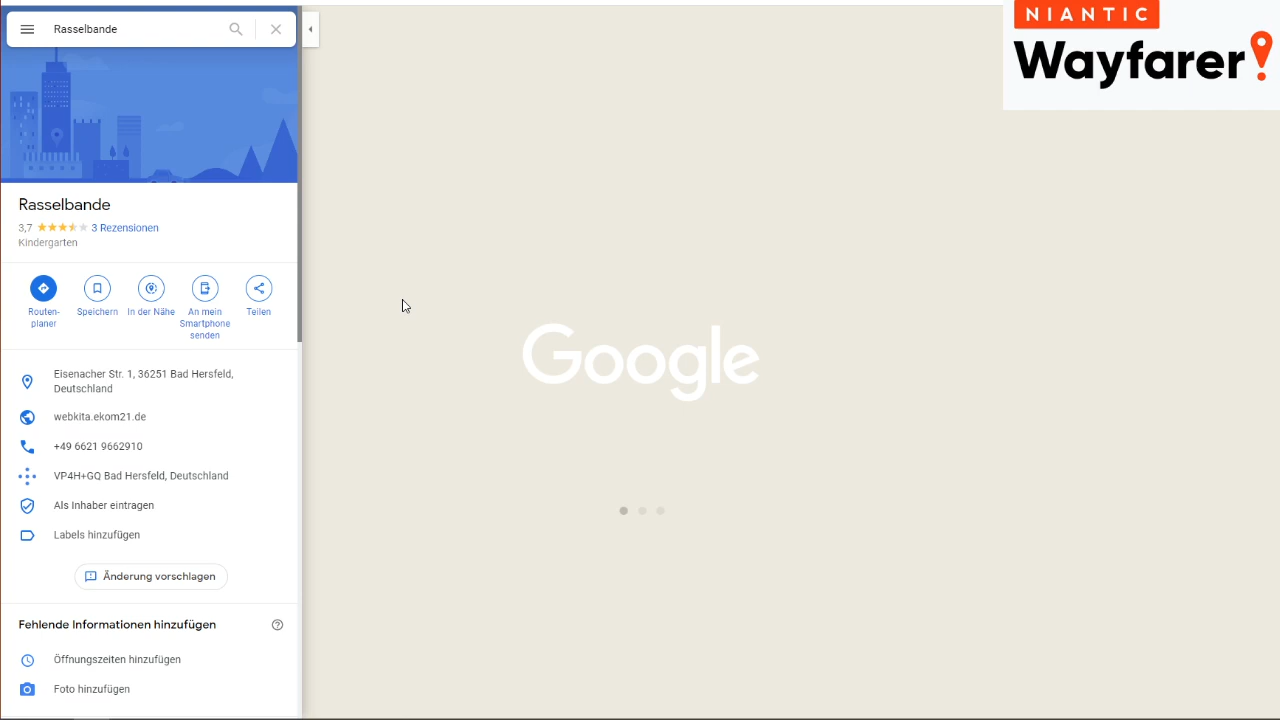 Rasselbande
NIANTIC
Wayfarer
Rasselbande
3,7 3 Rezensionen
Kindergarten
Routen-
planer
Speichern
In der Nähe
An mein
Smartphone
senden
Teilen
Eisenacher Str. 1, 36251 Bad Hersfeld,
Deutschland
webkita.ekom21.de
+49 6621 9662910
VP4H+GQ Bad Hersfeld, Deutschland
Als Inhaber eintragen
Labels hinzufügen
Änderung vorschlagen
Fehlende Informationen hinzufügen
Öffnungszeiten hinzufügen
Foto hinzufügen
Google